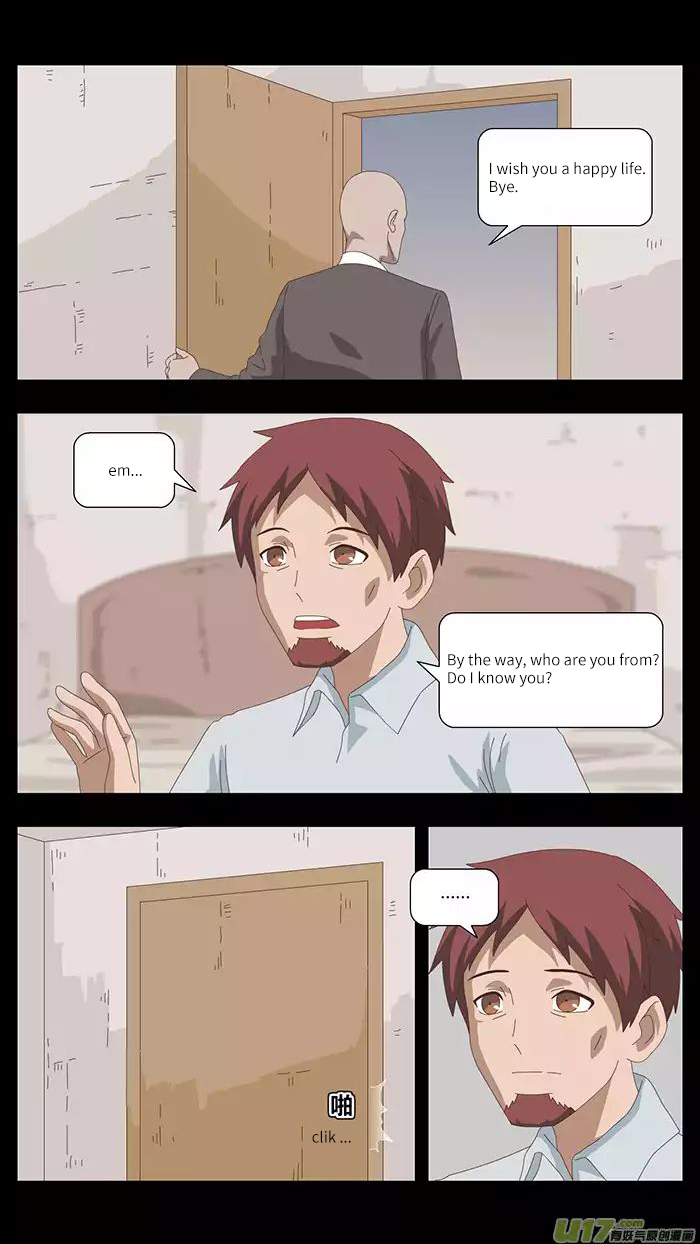 I wish you a happy life.
Bye.
em...
By the way, who are you from?
Do I know you?
啪
clik ...
......
U17.com
有妖气原创漫画